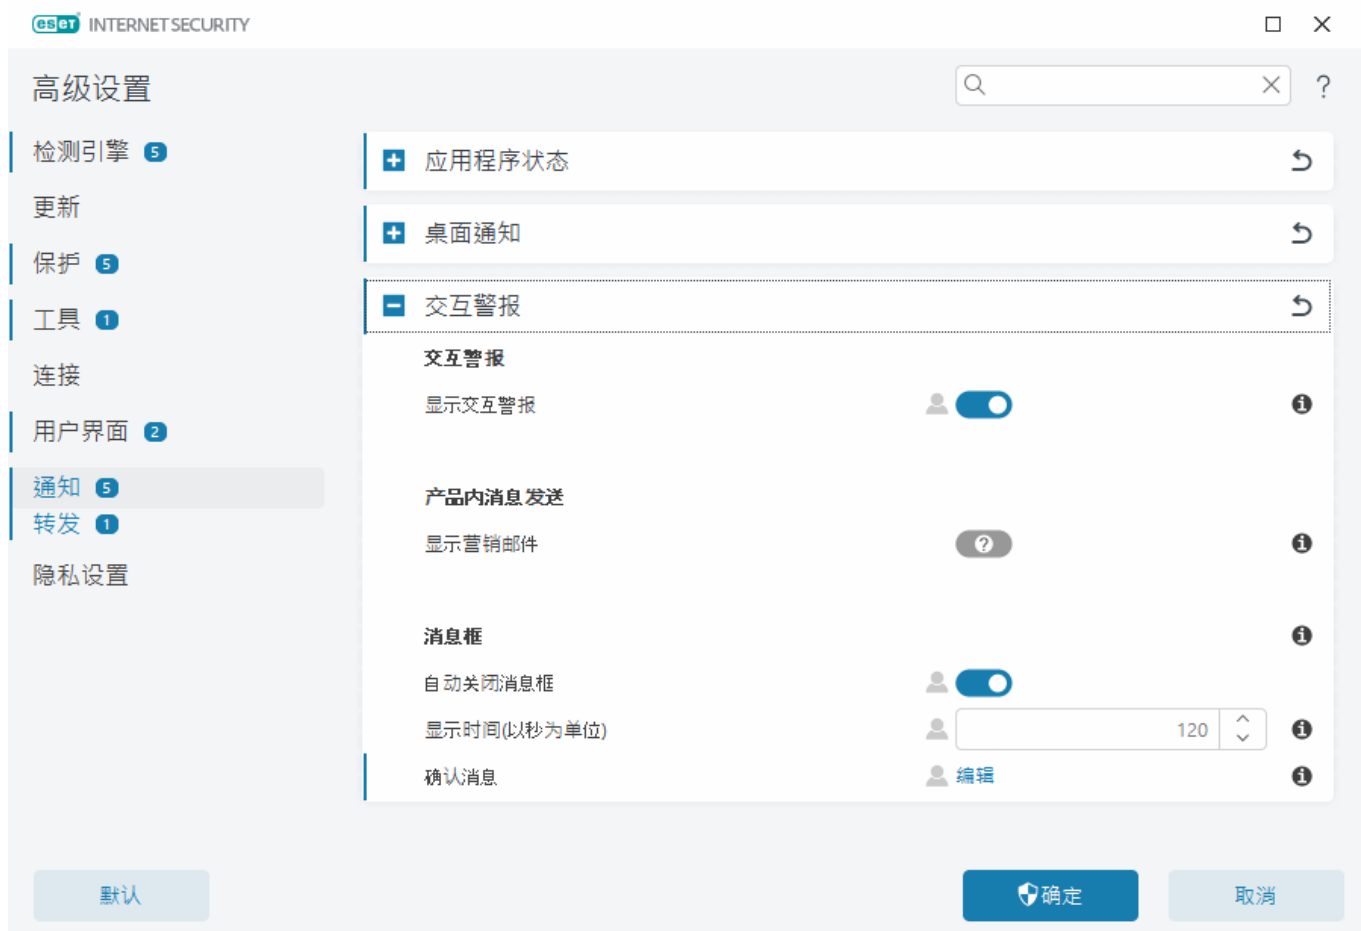 eseT INTERNET SECURITY
高级设置
?
检测引擎 5
更新
保护 5
工具 1
连接
用户界面 2
通知 5
转发 1
隐私设置
应用程序状态
桌面通知
交互警报
交互警报
显示交互警报
产品内消息发送
显示营销邮件 ?
消息框
自动关闭消息框
显示时间(以秒为单位) 120
确认消息 编辑
默认 确定 取消